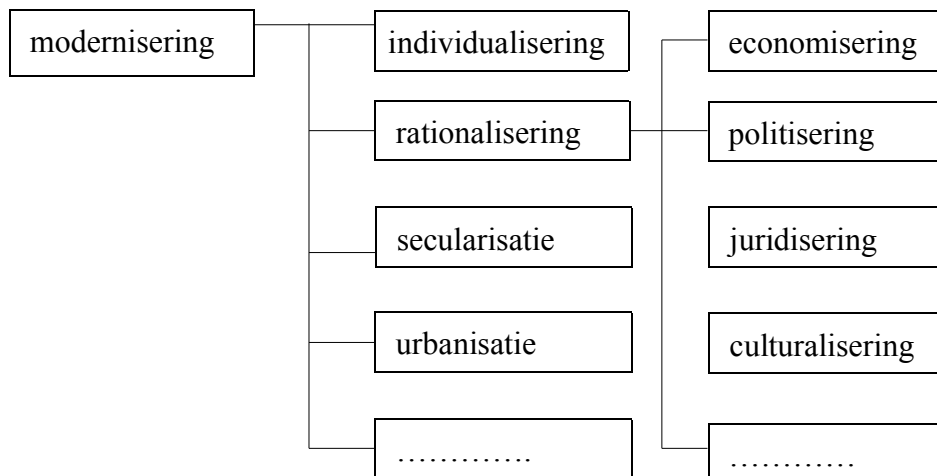 modernisering
individualisering
economisering
rationalisering
politisering
secularisatie
juridisering
urbanisatie
culturalisering
………….
…………